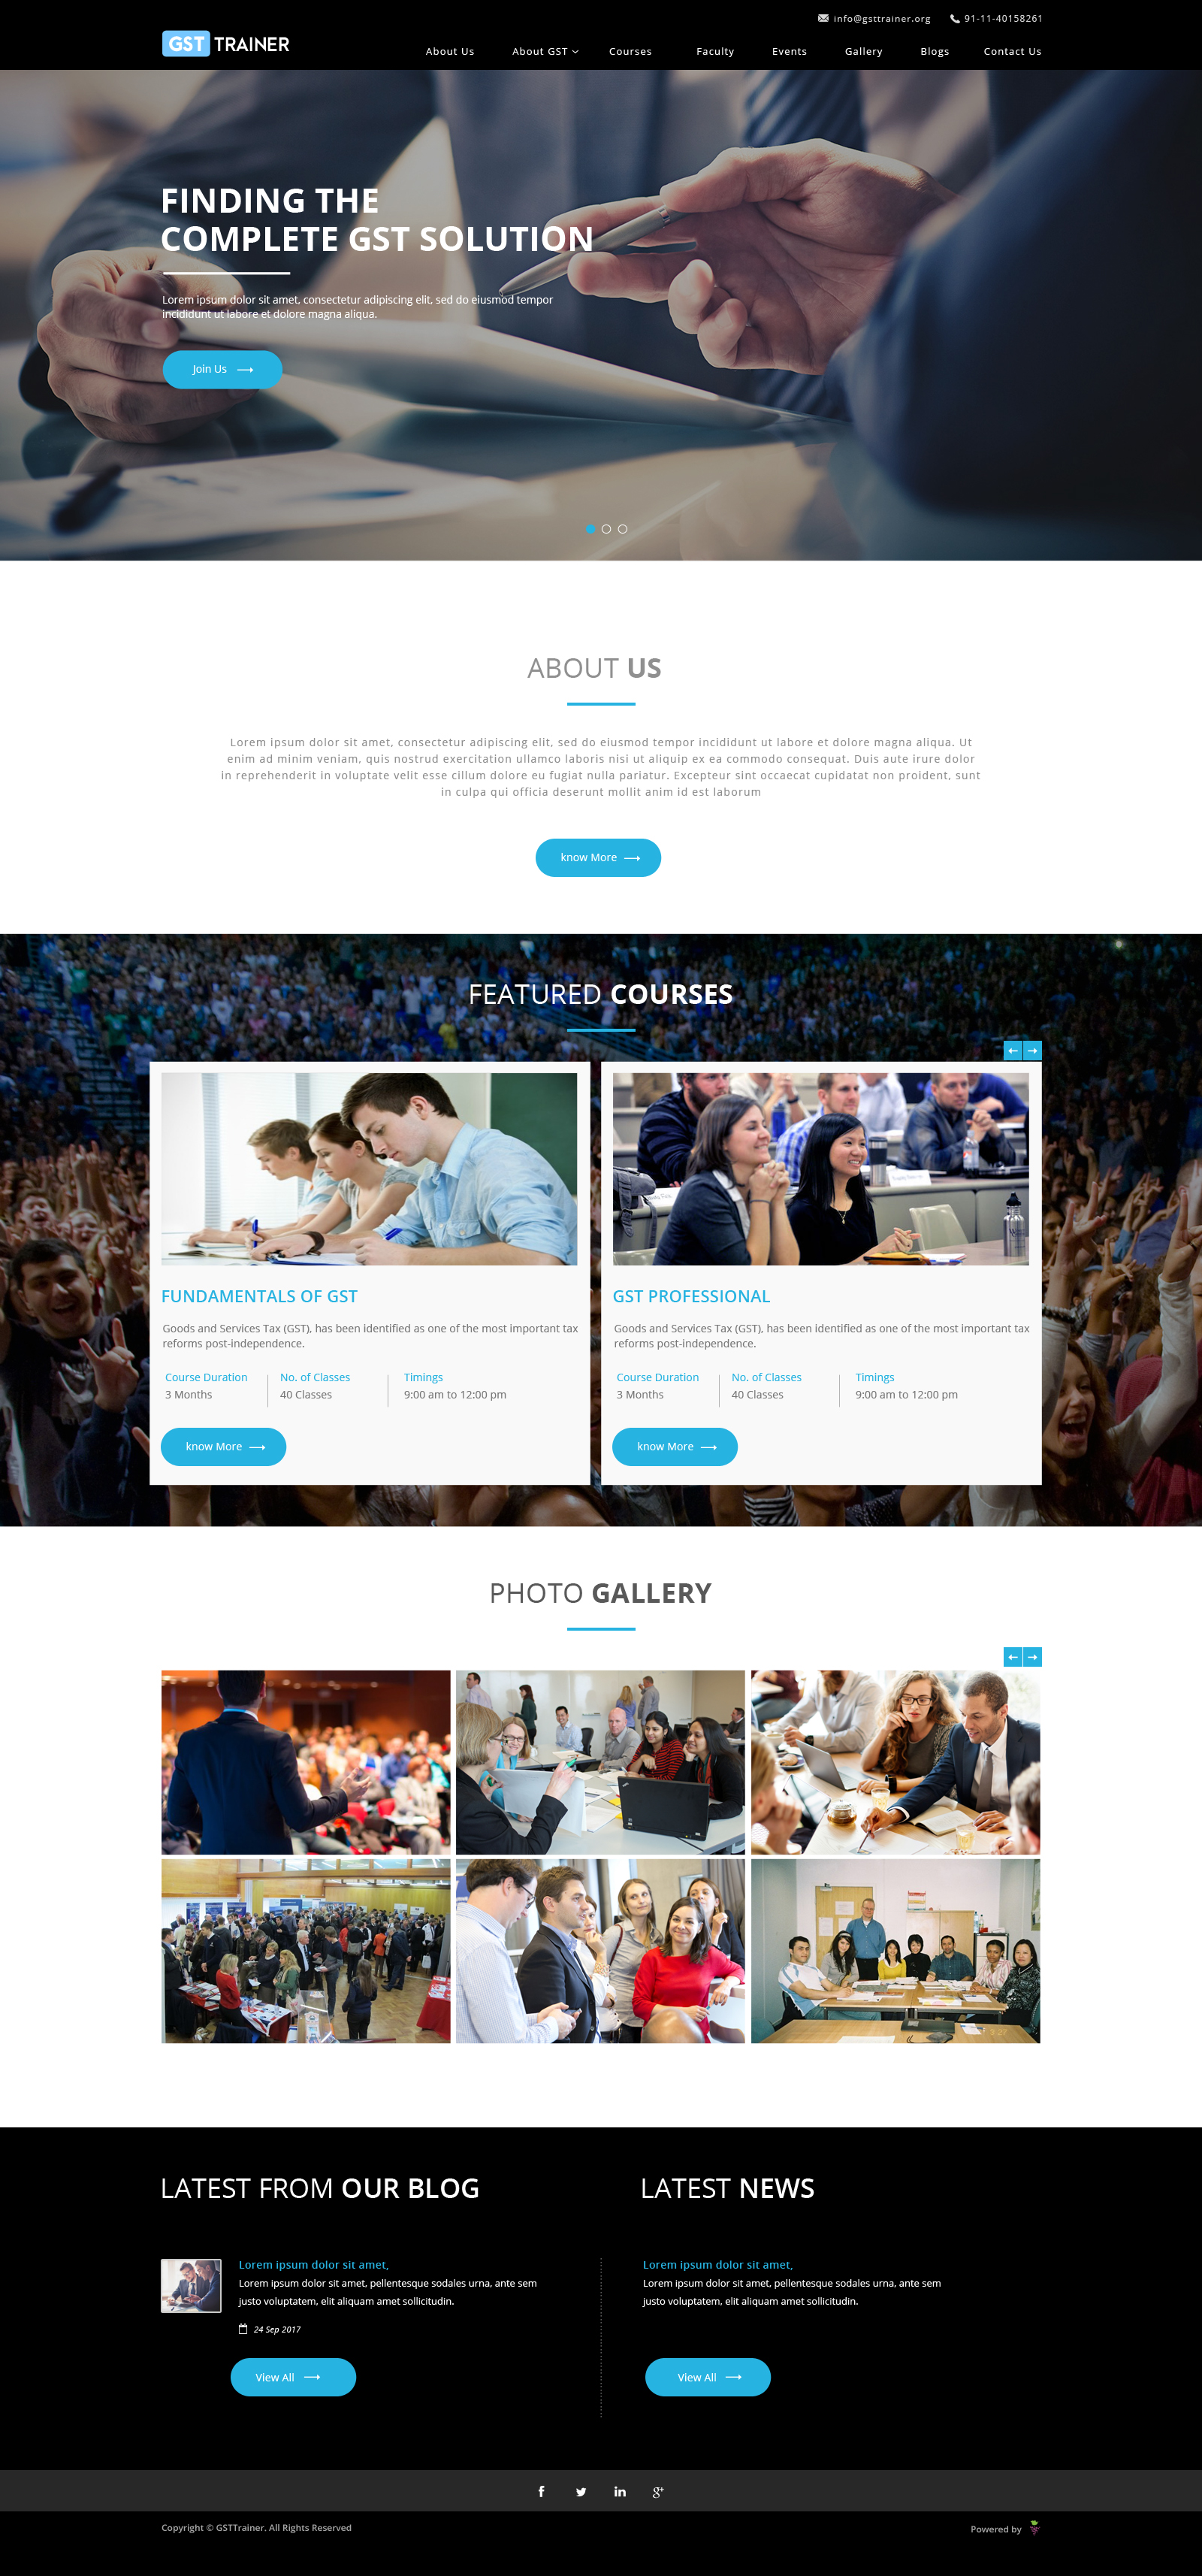 info@gsttrainer.org 91-11-40158261
GST TRAINER
About Us About GST Courses Faculty Events Gallery Blogs Contact Us
FINDING THE
COMPLETE GST SOLUTION
Lorem ipsum dolor sit amet, consectetur adipiscing elit, sed do eiusmod tempor
incididunt ut labore et dolore magna aliqua.
Join Us
ABOUT US
Lorem ipsum dolor sit amet, consectetur adipiscing elit, sed do eiusmod tempor incididunt ut labore et dolore magna aliqua. Ut
enim ad minim veniam, quis nostrud exercitation ullamco laboris nisi ut aliquip ex ea commodo consequat. Duis aute irure dolor
in reprehenderit in voluptate velit esse cillum dolore eu fugiat nulla pariatur. Excepteur sint occaecat cupidatat non proident, sunt
in culpa qui officia deserunt mollit anim id est laborum
know More
FEATURED COURSES
FUNDAMENTALS OF GST
Goods and Services Tax (GST), has been identified as one of the most important tax
reforms post-independence.
Course Duration No. of Classes Timings
3 Months 40 Classes 9:00 am to 12:00 pm
know More
GST PROFESSIONAL
Goods and Services Tax (GST), has been identified as one of the most important tax
reforms post-independence.
Course Duration No. of Classes Timings
3 Months 40 Classes 9:00 am to 12:00 pm
know More
PHOTO GALLERY
LATEST FROM OUR BLOG
Lorem ipsum dolor sit amet,
Lorem ipsum dolor sit amet, pellentesque sodales urna, ante sem
justo voluptatem, elit aliquam amet sollicitudin.
24 Sep 2017
View All
LATEST NEWS
Lorem ipsum dolor sit amet,
Lorem ipsum dolor sit amet, pellentesque sodales urna, ante sem
justo voluptatem, elit aliquam amet sollicitudin.
View All
Copyright © GSTTrainer. All Rights Reserved
Powered by